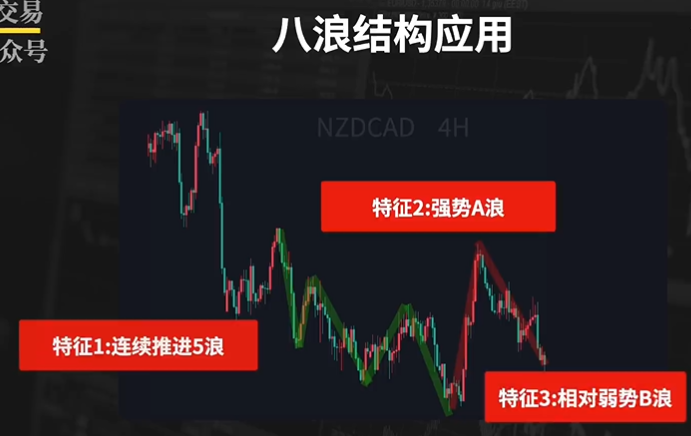 交易
众号
八浪结构应用
NZDCAD 4H
特征2:强势A浪
特征1:连续推进5浪
特征3:相对弱势B浪